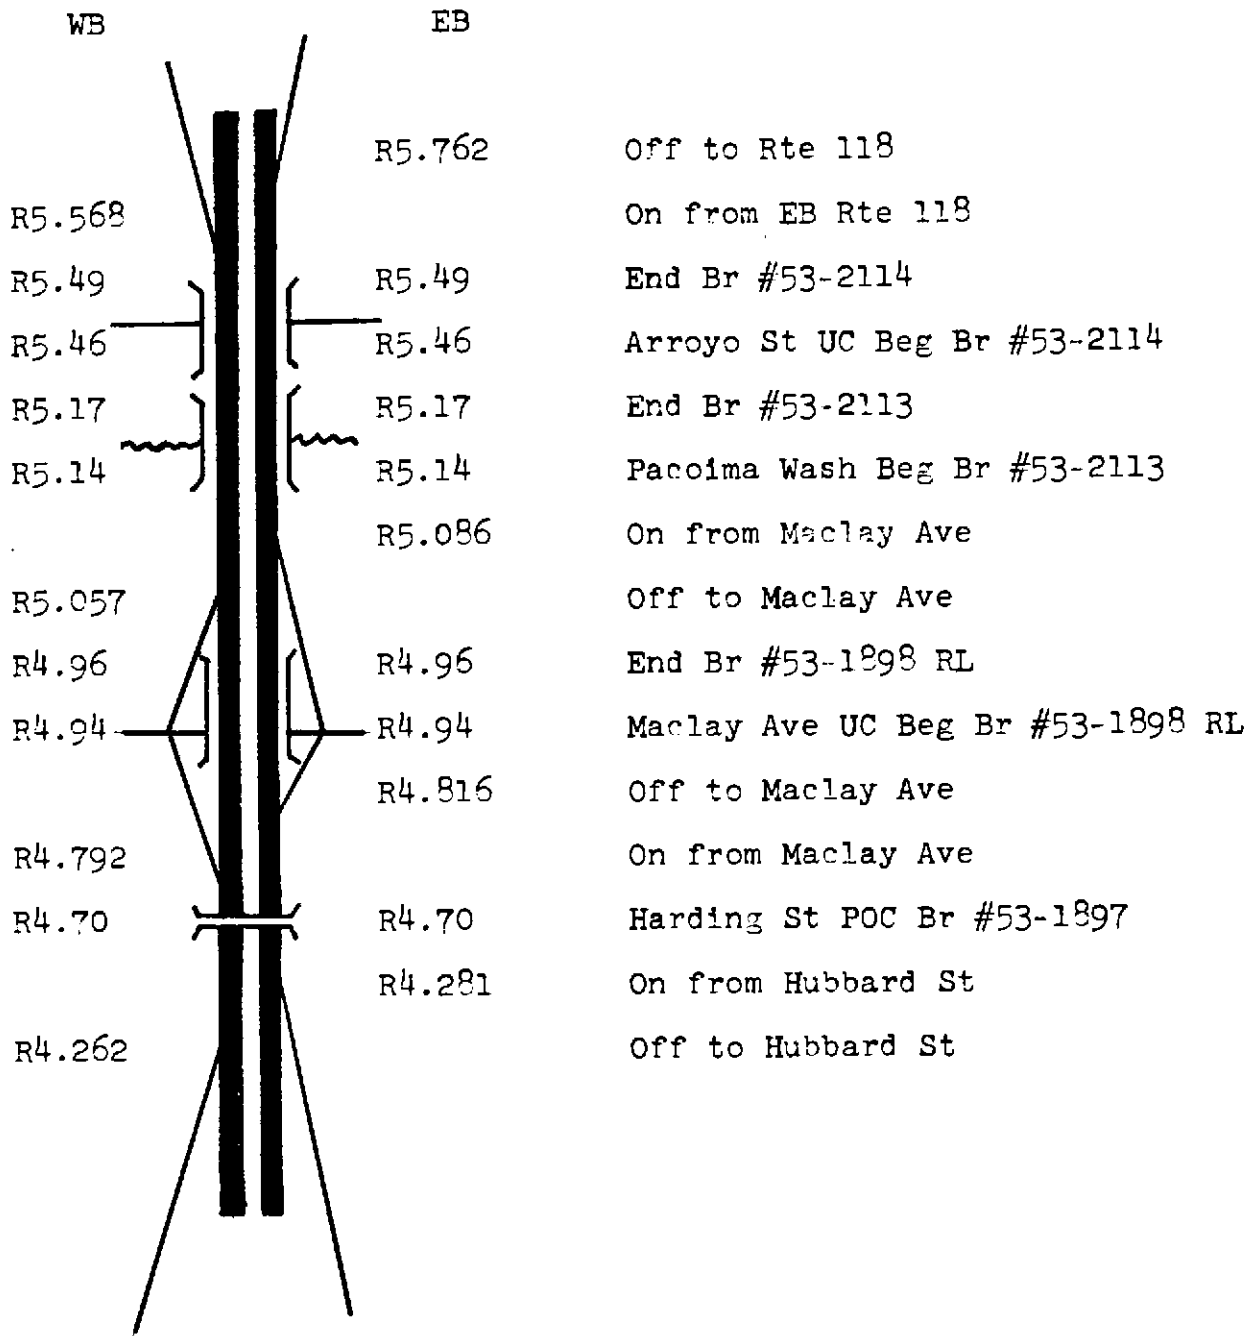 WB EB
R5.762 Off to Rte 118
R5.568 On from EB Rte 118
R5.49 R5.49 End Br #53-2114
R5.46 R5.46 Arroyo St UC Beg Br #53-2114
R5.17 R5.17 End Br #53-2113
R5.14 R5.14 Pacoima Wash Beg Br #53-2113
R5.086 On from Maclay Ave
R5.057 Off to Maclay Ave
R4.96 R4.96 End Br #53-1898 RL
R4.94 R4.94 Maclay Ave UC Beg Br #53-1898 RL
R4.816 Off to Maclay Ave
R4.792 On from Maclay Ave
R4.70 R4.70 Harding St POC Br #53-1897
R4.281 On from Hubbard St
R4.262 Off to Hubbard St